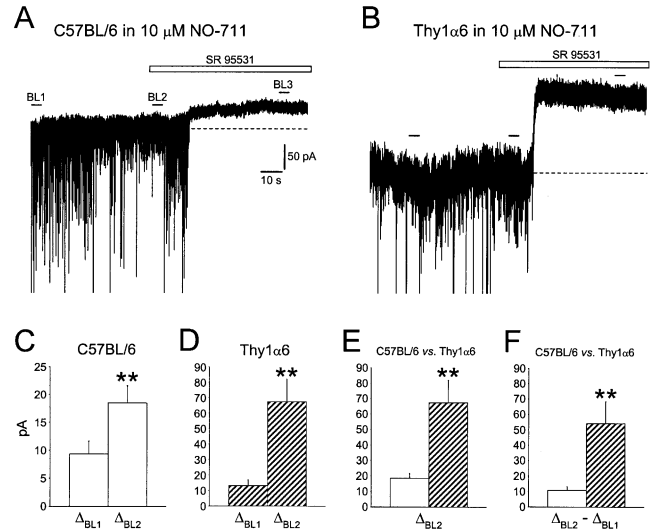 A
C57BL/6 in 10 μM NO-711
SR 95531
BL1
BL2
BL3
50 pA
10 s
B
Thy1α6 in 10 μM NO-711
SR 95531
C
C57BL/6
**
pA
25
20
15
10
5
0
ΔBL1 ΔBL2
D
Thy1α6
**
90
80
70
60
50
40
30
20
10
0
ΔBL1 ΔBL2
E
C57BL/6 vs. Thy1α6
**
90
80
70
60
50
40
30
20
10
0
ΔBL2
F
C57BL/6 vs. Thy1α6
**
90
80
70
60
50
40
30
20
10
0
ΔBL2 - ΔBL1